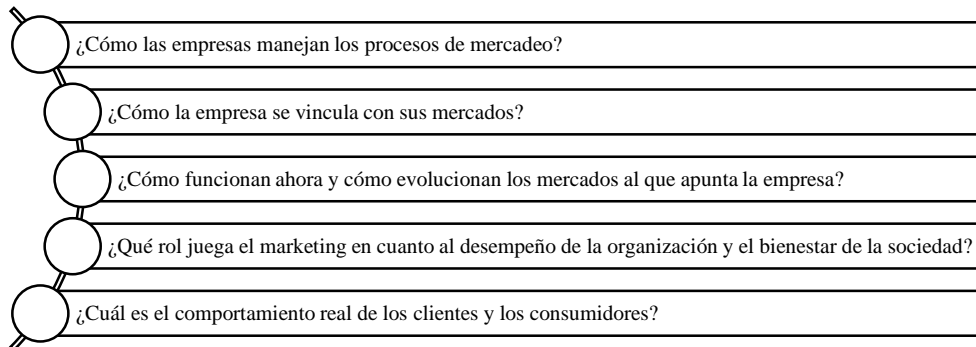 ¿Cómo las empresas manejan los procesos de mercadeo?
¿Cómo la empresa se vincula con sus mercados?
¿Cómo funcionan ahora y cómo evolucionan los mercados al que apunta la empresa?
¿Qué rol juega el marketing en cuanto al desempeño de la organización y el bienestar de la sociedad?
¿Cuál es el comportamiento real de los clientes y los consumidores?